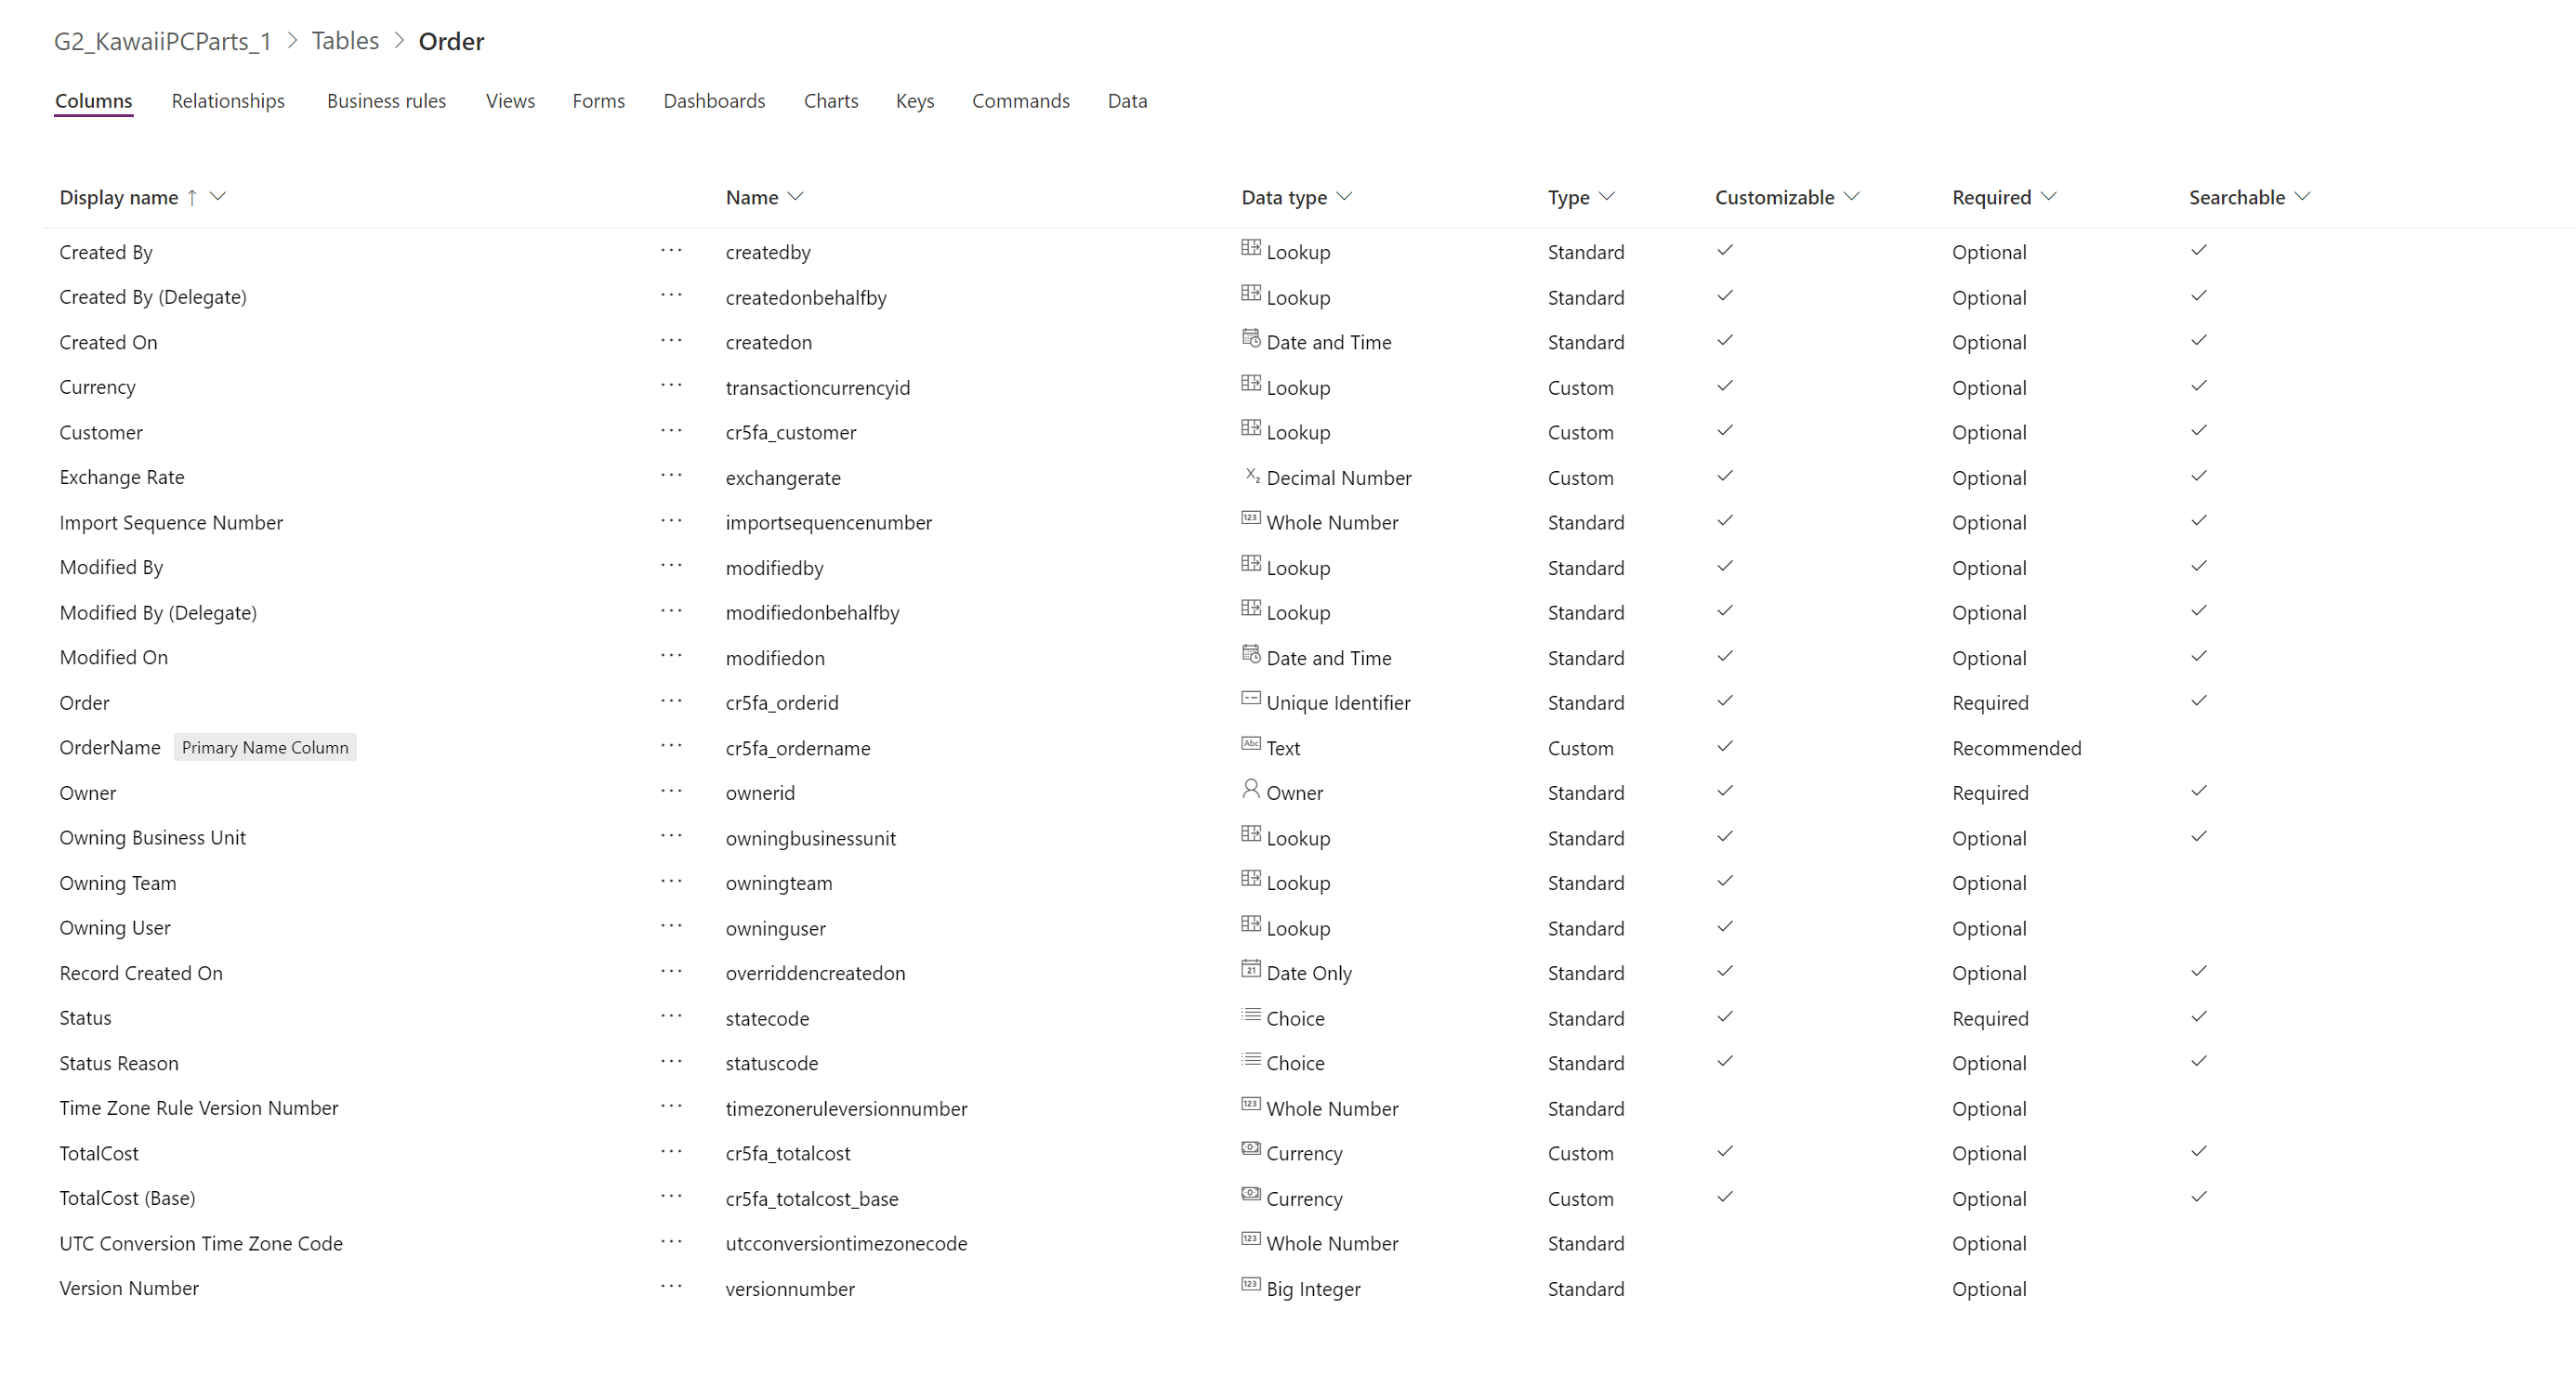 G2_KawaiiPCParts_1 > Tables > Order
Columns Relationships Business rules Views Forms Dashboards Charts Keys Commands Data
Display name ↑ Name Data type Type Customizable Required Searchable
Created By ··· createdby Lookup Standard ✓ Optional ✓
Created By (Delegate) ··· createdonbehalfby Lookup Standard ✓ Optional ✓
Created On ··· createdon Date and Time Standard ✓ Optional ✓
Currency ··· transactioncurrencyid Lookup Custom ✓ Optional ✓
Customer ··· cr5fa_customer Lookup Custom ✓ Optional ✓
Exchange Rate ··· exchangerate Decimal Number Custom ✓ Optional ✓
Import Sequence Number ··· importsequencenumber Whole Number Standard ✓ Optional ✓
Modified By ··· modifiedby Lookup Standard ✓ Optional ✓
Modified By (Delegate) ··· modifiedonbehalfby Lookup Standard ✓ Optional ✓
Modified On ··· modifiedon Date and Time Standard ✓ Optional ✓
Order ··· cr5fa_orderid Unique Identifier Standard ✓ Required ✓
OrderName Primary Name Column ··· cr5fa_ordername Text Custom ✓ Recommended
Owner ··· ownerid Owner Standard ✓ Required ✓
Owning Business Unit ··· owningbusinessunit Lookup Standard ✓ Optional ✓
Owning Team ··· owningteam Lookup Standard ✓ Optional
Owning User ··· owninguser Lookup Standard ✓ Optional
Record Created On ··· overriddencreatedon Date Only Standard ✓ Optional ✓
Status ··· statecode Choice Standard ✓ Required ✓
Status Reason ··· statuscode Choice Standard ✓ Optional ✓
Time Zone Rule Version Number ··· timezoneruleversionnumber Whole Number Standard Optional
TotalCost ··· cr5fa_totalcost Currency Custom ✓ Optional ✓
TotalCost (Base) ··· cr5fa_totalcost_base Currency Custom ✓ Optional ✓
UTC Conversion Time Zone Code ··· utcconversiontimezonecode Whole Number Standard Optional
Version Number ··· versionnumber Big Integer Standard Optional